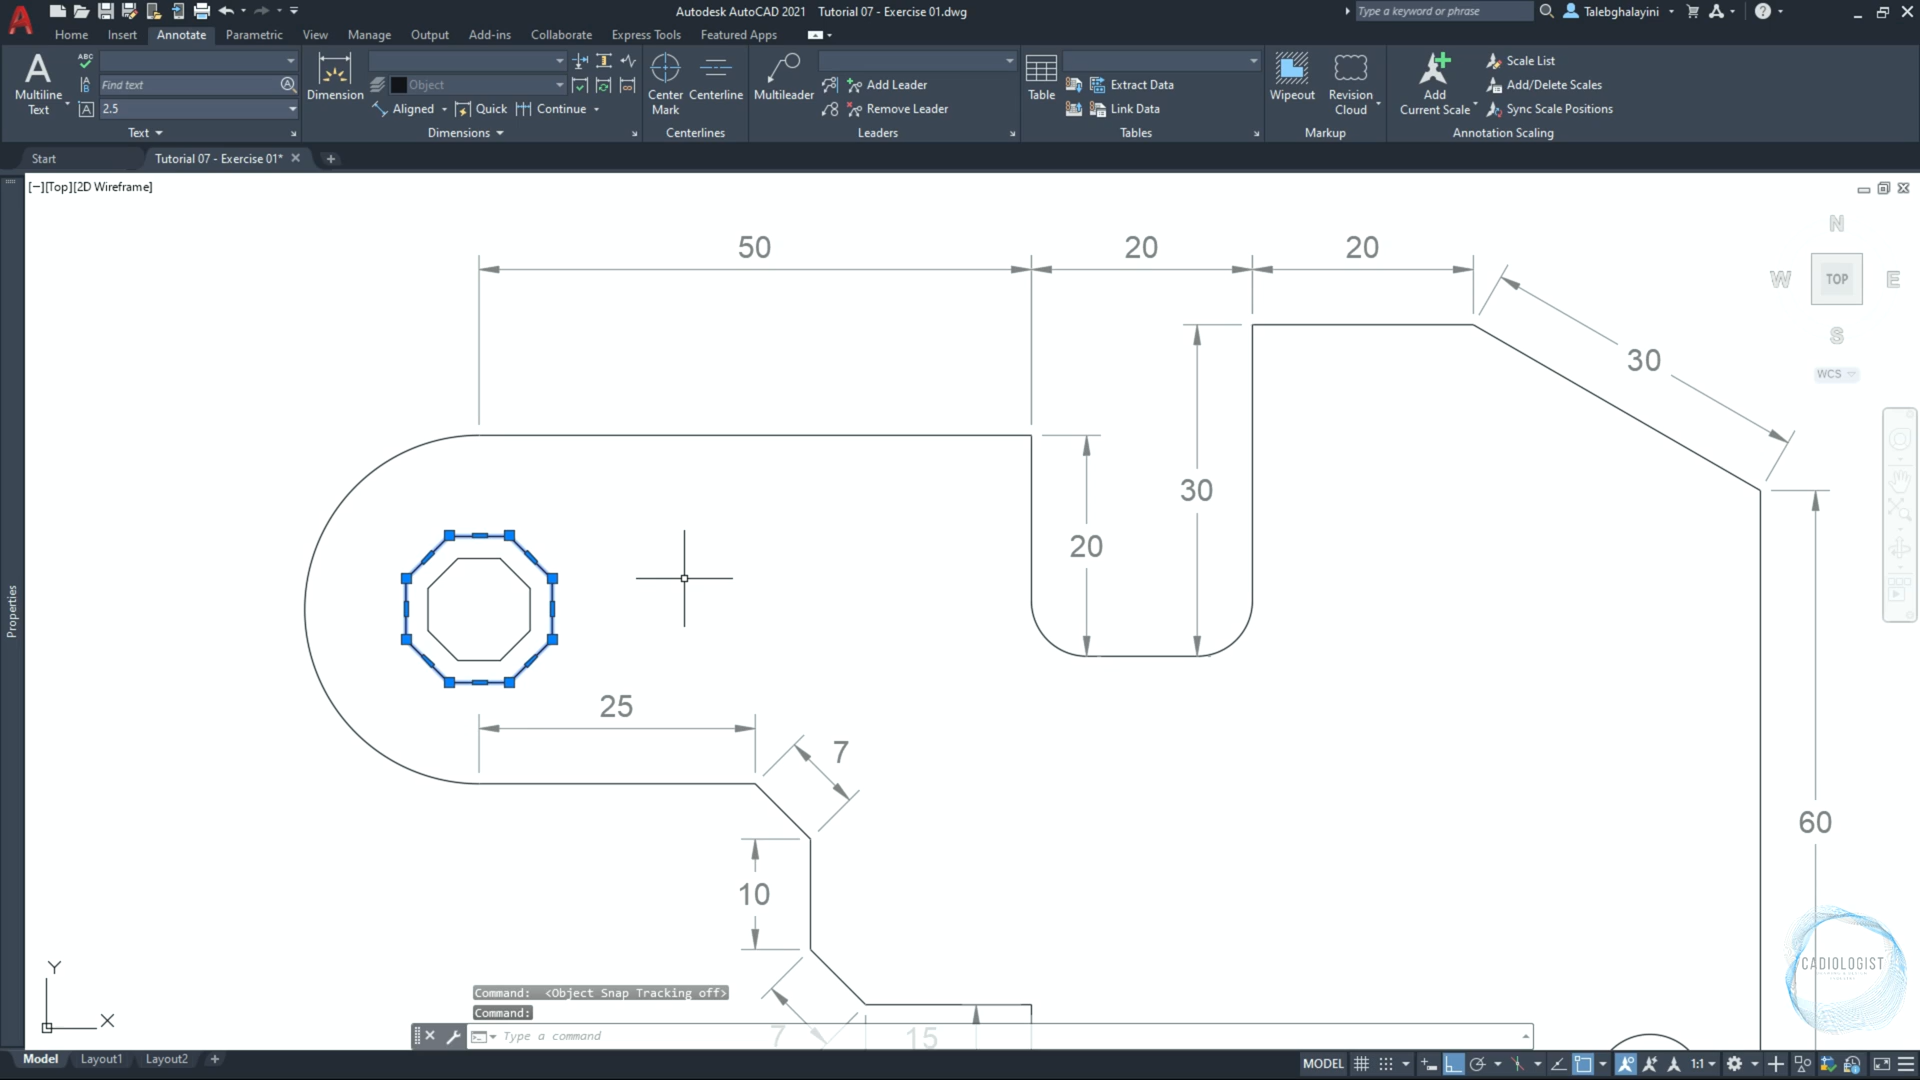 Autodesk AutoCAD 2021 Tutorial 07 - Exercise 01.dwg
Type a keyword or phrase
Talebghalayini
Home Insert Annotate Parametric View Manage Output Add-ins Collaborate Express Tools Featured Apps
Multiline Text
ABC
Find text
2.5
Text
Dimension
Object
Aligned Quick Continue
Dimensions
Center Mark
Centerline
Centerlines
Multileader
Add Leader
Remove Leader
Leaders
Table
Extract Data
Link Data
Tables
Wipeout
Revision Cloud
Markup
Add Current Scale
Scale List
Add/Delete Scales
Sync Scale Positions
Annotation Scaling
Start
Tutorial 07 - Exercise 01*
[−][Top][2D Wireframe]
N
W TOP E
S
WCS
50 20 20
30
30
20
25
7
60
10
7 15
Properties
Y
X
CADIOLOGIST
Command: <Object Snap Tracking off>
Command:
Type a command
Model Layout1 Layout2
MODEL 1:1